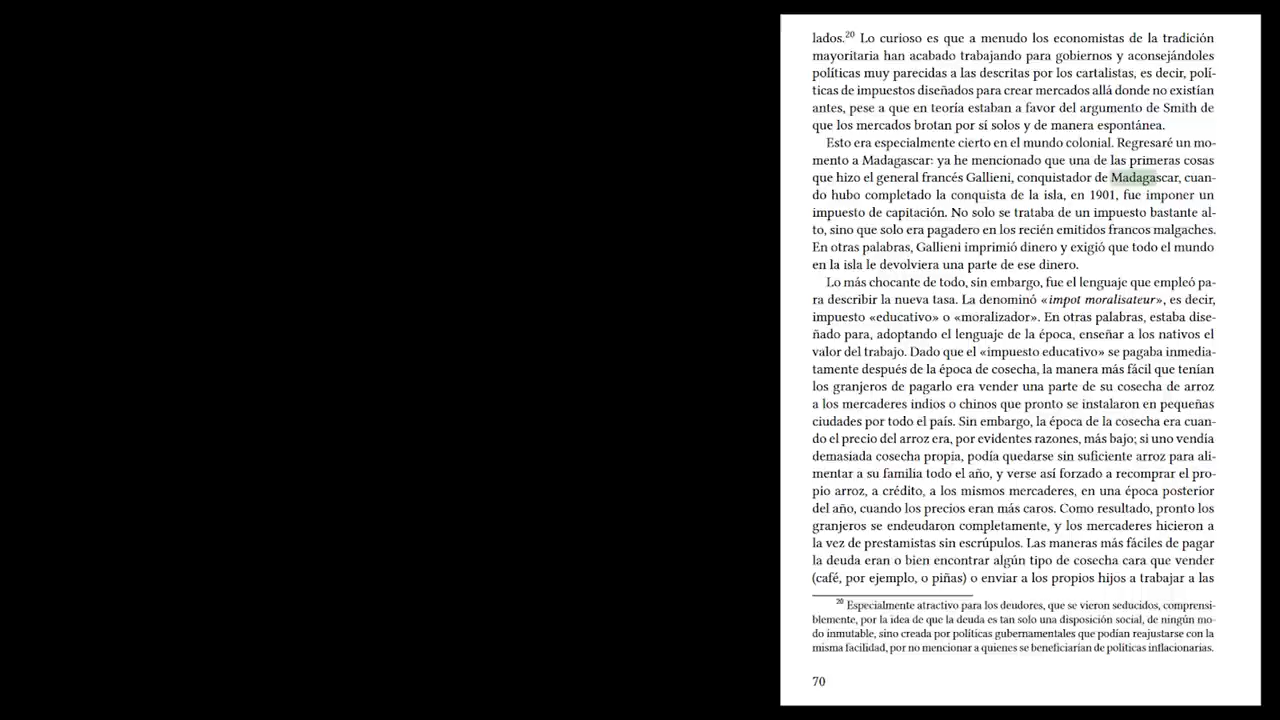 lados.20 Lo curioso es que a menudo los economistas de la tradición
mayoritaria han acabado trabajando para gobiernos y aconsejándoles
políticas muy parecidas a las descritas por los cartalistas, es decir, polí-
ticas de impuestos diseñados para crear mercados allá donde no existían
antes, pese a que en teoría estaban a favor del argumento de Smith de
que los mercados brotan por sí solos y de manera espontánea.
Esto era especialmente cierto en el mundo colonial. Regresaré un mo-
mento a Madagascar: ya he mencionado que una de las primeras cosas
que hizo el general francés Gallieni, conquistador de Madagascar, cuan-
do hubo completado la conquista de la isla, en 1901, fue imponer un
impuesto de capitación. No solo se trataba de un impuesto bastante al-
to, sino que solo era pagadero en los recién emitidos francos malgaches.
En otras palabras, Gallieni imprimió dinero y exigió que todo el mundo
en la isla le devolviera una parte de ese dinero.
Lo más chocante de todo, sin embargo, fue el lenguaje que empleó pa-
ra describir la nueva tasa. La denominó «impot moralisateur», es decir,
impuesto «educativo» o «moralizador». En otras palabras, estaba dise-
ñado para, adoptando el lenguaje de la época, enseñar a los nativos el
valor del trabajo. Dado que el «impuesto educativo» se pagaba inmedia-
tamente después de la época de cosecha, la manera más fácil que tenían
los granjeros de pagarlo era vender una parte de su cosecha de arroz
a los mercaderes indios o chinos que pronto se instalaron en pequeñas
ciudades por todo el país. Sin embargo, la época de la cosecha era cuan-
do el precio del arroz era, por evidentes razones, más bajo; si uno vendía
demasiada cosecha propia, podía quedarse sin suficiente arroz para ali-
mentar a su familia todo el año, y verse así forzado a recomprar el pro-
pio arroz, a crédito, a los mismos mercaderes, en una época posterior
del año, cuando los precios eran más caros. Como resultado, pronto los
granjeros se endeudaron completamente, y los mercaderes hicieron a
la vez de prestamistas sin escrúpulos. Las maneras más fáciles de pagar
la deuda eran o bien encontrar algún tipo de cosecha cara que vender
(café, por ejemplo, o piñas) o enviar a los propios hijos a trabajar a las
20 Especialmente atractivo para los deudores, que se vieron seducidos, comprensi-
blemente, por la idea de que la deuda es tan solo una disposición social, de ningún mo-
do inmutable, sino creada por políticas gubernamentales que podían reajustarse con la
misma facilidad, por no mencionar a quienes se beneficiarían de políticas inflacionarias.
70